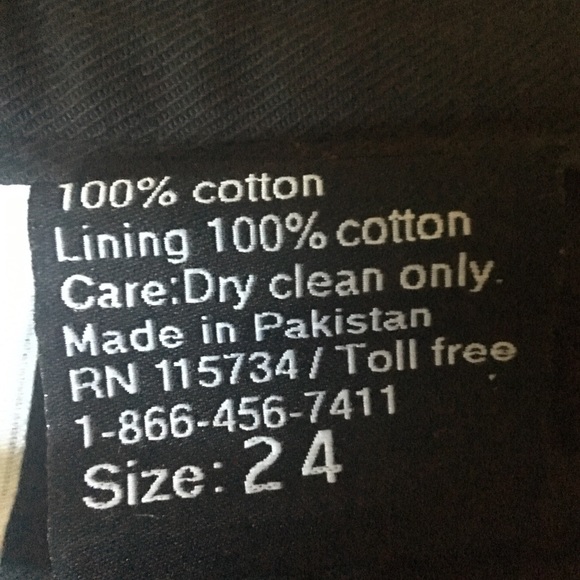 100% cotton
Lining 100% cotton
Care:Dry clean only.
Made in Pakistan
RN 115734 / Toll free
1-866-456-7411
Size: 24